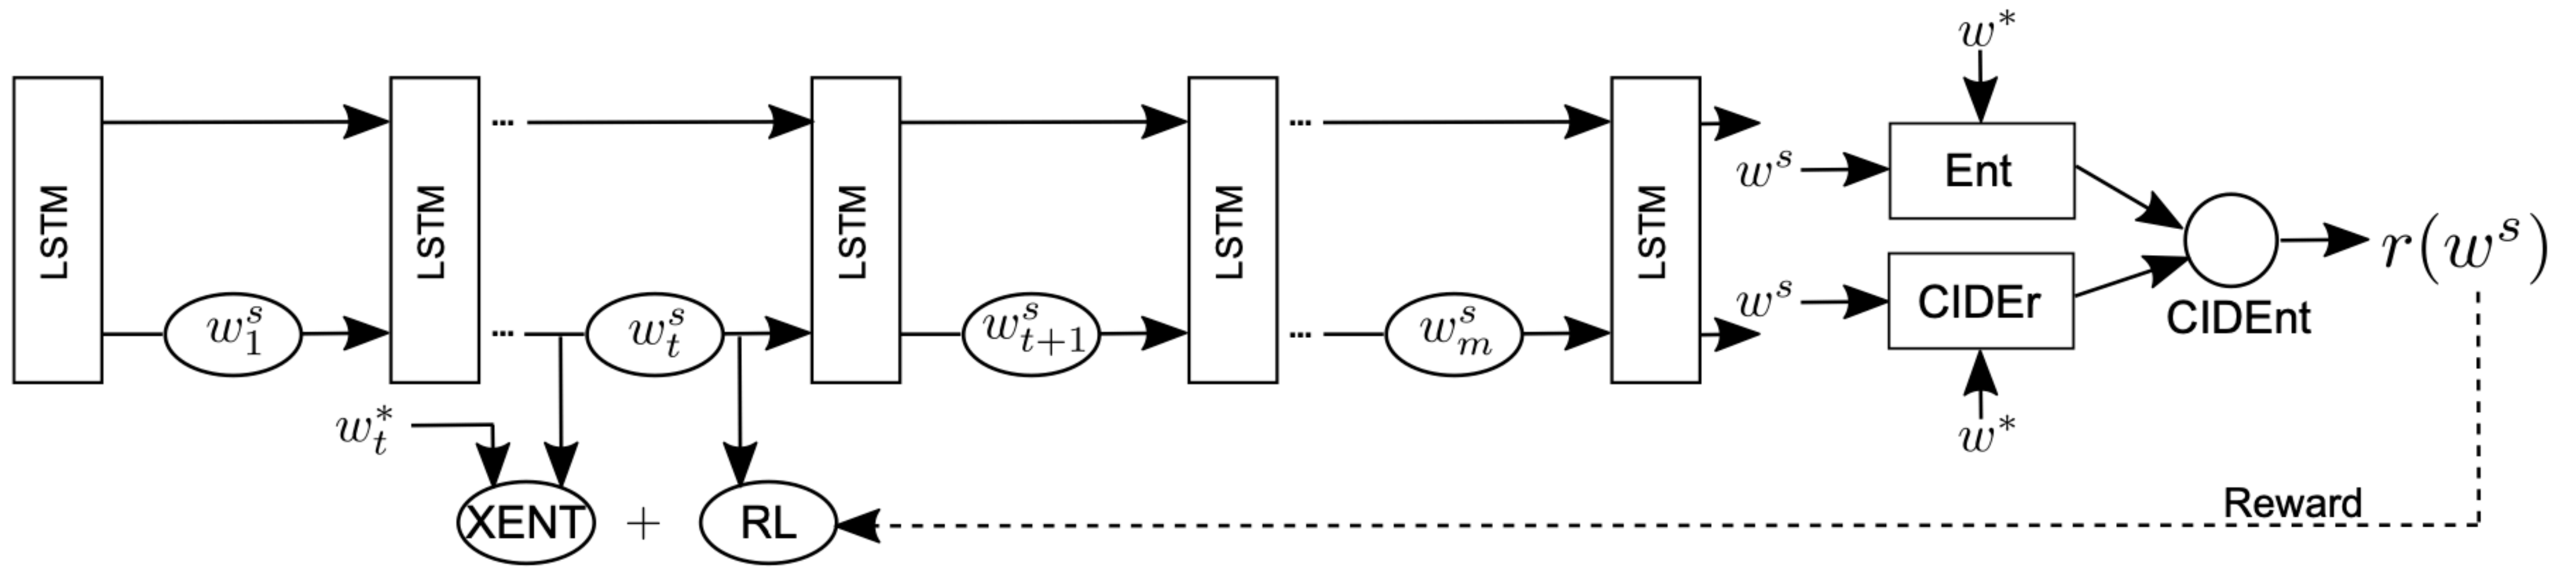 w*
LSTM ... LSTM LSTM ... LSTM LSTM
w^s Ent
r(w^s)
w^s CIDEr
CIDEnt
w_1^s ... w_t^s w_{t+1}^s ... w_m^s
w_t^* w*
Reward
XENT + RL